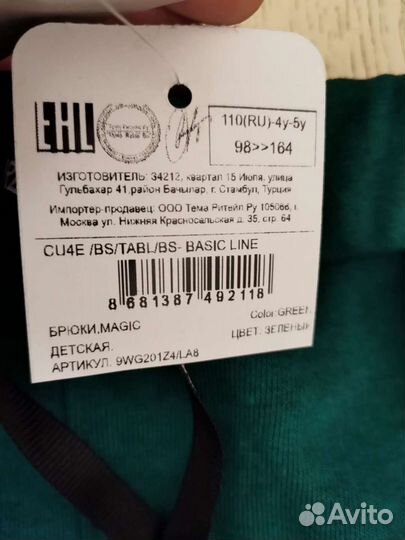 EAC
110(RU)-4y-5y
98>>164
ИЗГОТОВИТЕЛЬ: 34212, квартал 15 Июля, улица
Гульбахар 41,район Бачылар, г. Стамбул, Турция
Импортер-продавец: ООО Тема Ритейл Ру 105066, г.
Москва ул. Нижняя Красносельская д. 35, стр. 64
CU4E /BS/TABL/BS- BASIC LINE
8 681387 492118
Color:GREEN
БРЮКИ,MAGIC
ЦВЕТ: ЗЕЛЕНЫЙ
ДЕТСКАЯ.
АРТИКУЛ. 9WG201Z4/LA8
Avito